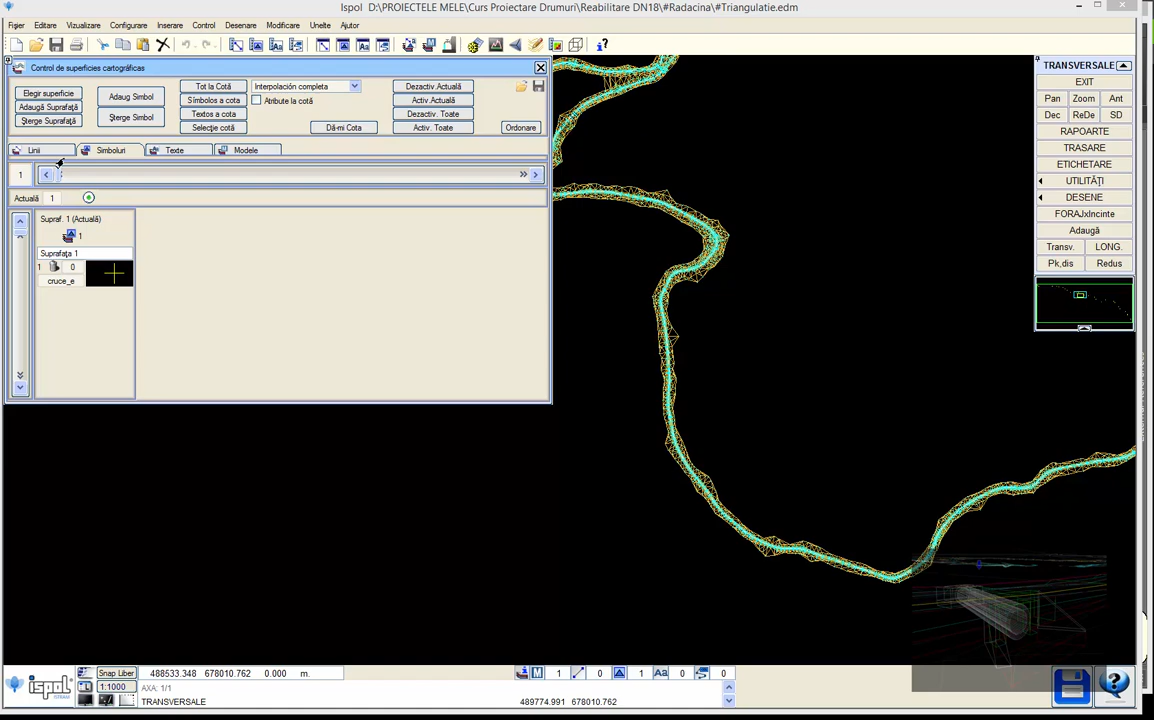 Ispol D:\PROIECTELE MELE\Curs Proiectare Drumuri\Reabilitare DN18\#Radacina\#Triangulatie.edm
Fişier Editare Vizualizare Configurare Inserare Control Desenare Modificare Unelte Ajutor
Control de superficies cartográficas
Elegir superficie
Adaugă Suprafaţă
Şterge Suprafaţă
Adaug Simbol
Şterge Simbol
Tot la Cotă
Símbolos a cota
Textos a cota
Selecţie cotă
Interpolación completa
Atribute la cotă
Dă-mi Cota
Dezactiv.Actuală
Activ.Actuală
Dezactiv. Toate
Activ. Toate
Ordonare
Linii Simboluri Texte Modele
1
Actuală 1
Supraf. 1 (Actuală)
1
Suprafaţa 1
1 0
cruce_e
TRANSVERSALE
EXIT
Pan Zoom Ant
Dec ReDe SD
RAPOARTE
TRASARE
ETICHETARE
UTILITĂŢI
DESENE
FORAJxIncinte
Adaugă
Transv. LONG.
Pk,dis Redus
ispol
ISTRAM
Snap Liber 488533.348 678010.762 0.000 m.
M 1 0 1 Aa 0 0
1:1000 AXA: 1/1
TRANSVERSALE 489774.991 678010.762